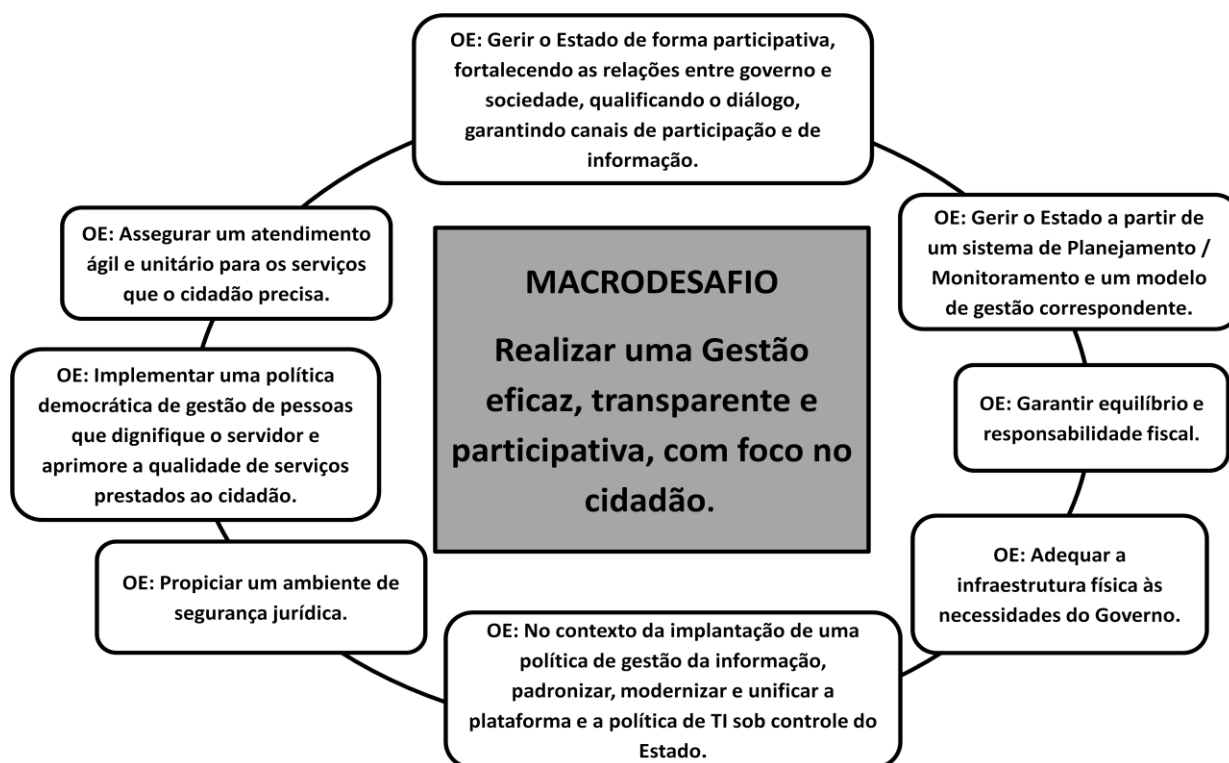 OE: Gerir o Estado de forma participativa,
fortalecendo as relações entre governo e
sociedade, qualificando o diálogo,
garantindo canais de participação e de
informação.
OE: Assegurar um atendimento
ágil e unitário para os serviços
que o cidadão precisa.
MACRODESAFIO
Realizar uma Gestão
eficaz, transparente e
participativa, com foco no
cidadão.
OE: Gerir o Estado a partir de
um sistema de Planejamento /
Monitoramento e um modelo
de gestão correspondente.
OE: Implementar uma política
democrática de gestão de pessoas
que dignifique o servidor e
aprimore a qualidade de serviços
prestados ao cidadão.
OE: Garantir equilíbrio e
responsabilidade fiscal.
OE: Propiciar um ambiente de
segurança jurídica.
OE: Adequar a
infraestrutura física às
necessidades do Governo.
OE: No contexto da implantação de uma
política de gestão da informação,
padronizar, modernizar e unificar a
plataforma e a política de TI sob controle do
Estado.